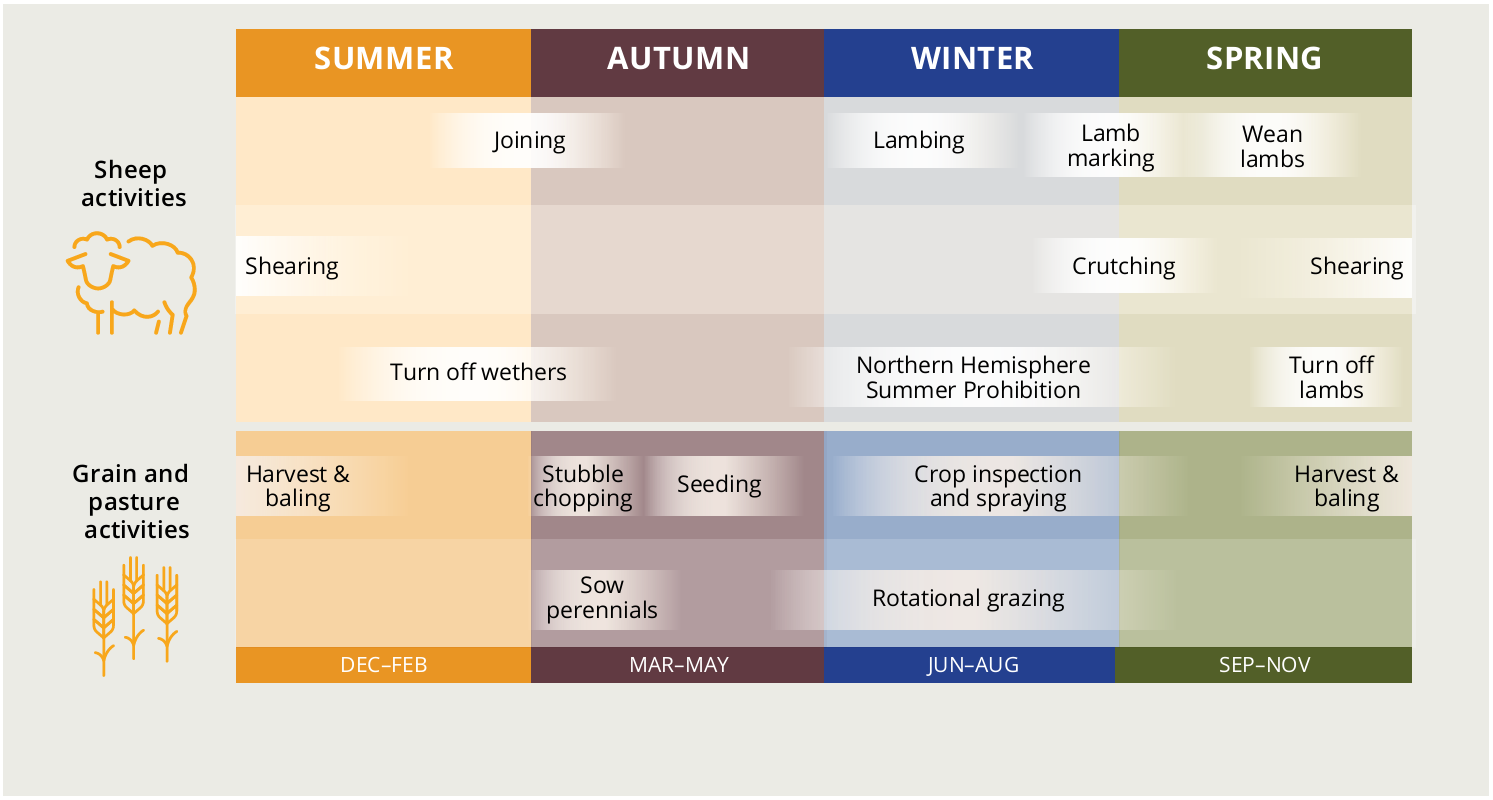 SUMMER AUTUMN WINTER SPRING
Sheep
activities
Joining
Lambing
Lamb
marking
Wean
lambs
Shearing
Crutching
Shearing
Turn off wethers
Northern Hemisphere
Summer Prohibition
Turn off
lambs
Grain and
pasture
activities
Harvest &
baling
Stubble
chopping
Seeding
Crop inspection
and spraying
Harvest &
baling
Sow
perennials
Rotational grazing
DEC–FEB MAR–MAY JUN–AUG SEP–NOV